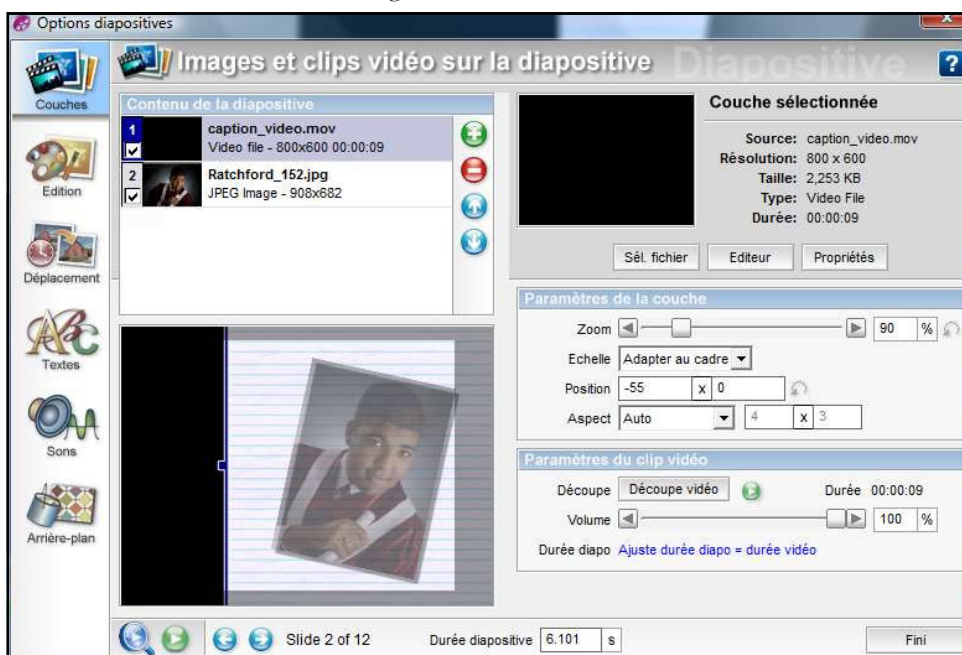 Options diapositives
Images et clips vidéo sur la diapositive
Diapositive
?
Couches
Edition
Déplacement
Textes
Sons
Arrière-plan
Contenu de la diapositive
1
caption_video.mov
Video file - 800x600 00:00:09
2
Ratchford_152.jpg
JPEG Image - 908x682
Couche sélectionnée
Source: caption_video.mov
Résolution: 800 x 600
Taille: 2,253 KB
Type: Video File
Durée: 00:00:09
Sél. fichier
Editeur
Propriétés
Paramètres de la couche
Zoom 90 %
Echelle Adapter au cadre
Position -55 x 0
Aspect Auto 4 x 3
Paramètres du clip vidéo
Découpe Découpe vidéo Durée 00:00:09
Volume 100 %
Durée diapo Ajuste durée diapo = durée vidéo
Slide 2 of 12
Durée diapositive 6.101 s
Fini